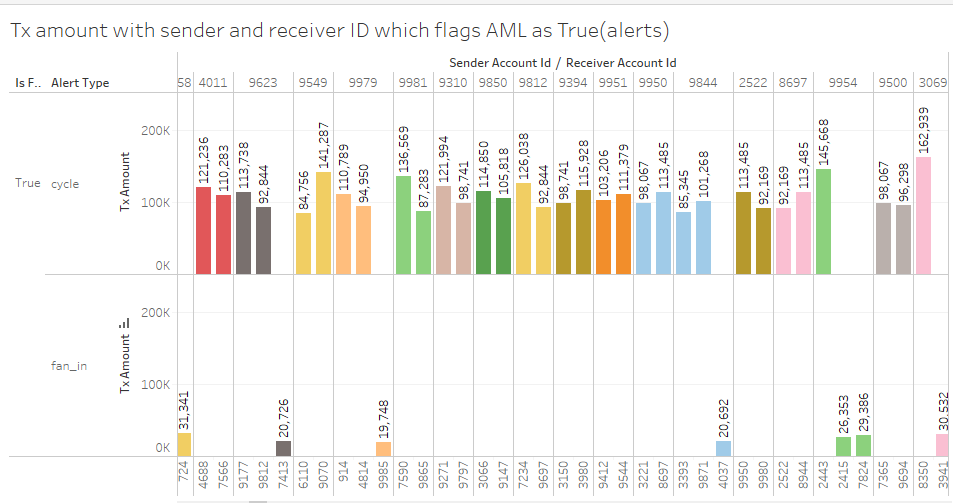 Tx amount with sender and receiver ID which flags AML as True(alerts)
Sender Account Id / Receiver Account Id
Is F.. Alert Type 58 4011 9623 9549 9979 9981 9310 9850 9812 9394 9951 9950 9844 2522 8697 9954 9500 3069
True cycle
Tx Amount
200K
100K
0K
121,236 110,283 113,738 92,844 84,756 141,287 110,789 94,950 136,569 87,283 121,994 98,741 114,850 105,818 126,038 92,844 98,741 115,928 103,206 111,379 98,067 113,485 85,345 101,268 113,485 92,169 92,169 113,485 145,668 98,067 96,298 162,939
fan_in
Tx Amount
200K
100K
0K
31,341 20,726 19,748 20,692 26,353 29,386 30,532
724 4688 7566 9177 9812 7413 6110 9070 914 4814 9985 7590 9865 9271 9797 3066 9147 7234 9697 3150 3980 9412 9544 3221 8697 3393 9871 4037 9950 9980 2522 8944 2443 2415 7824 7365 9694 8350 3941